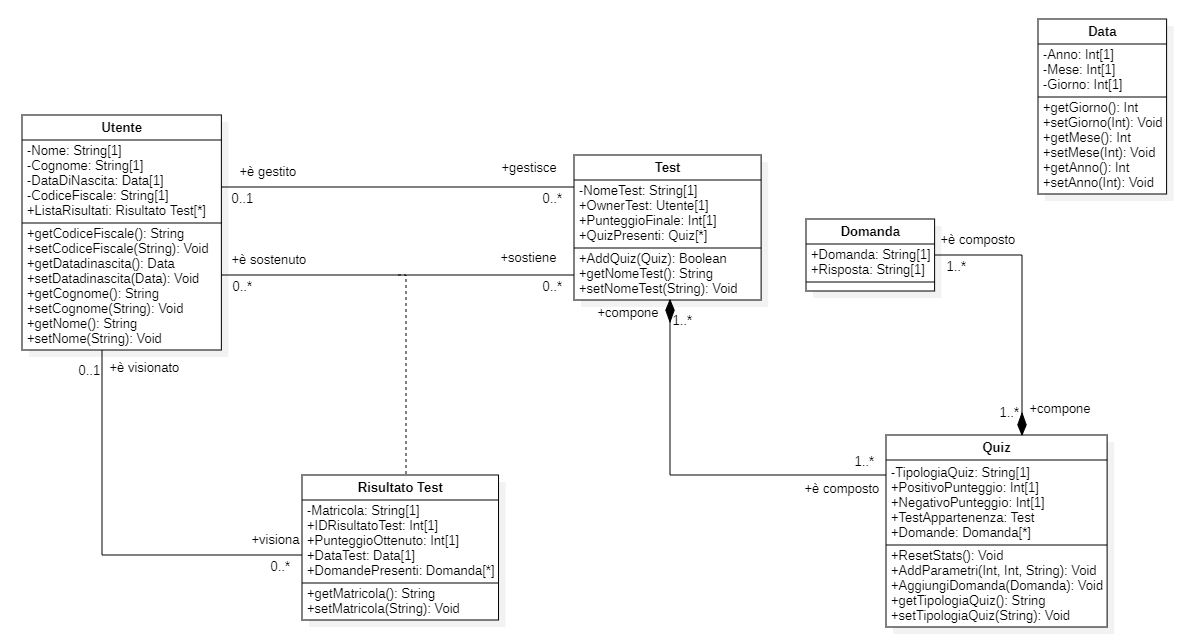 Data
-Anno: Int[1]
-Mese: Int[1]
-Giorno: Int[1]
+getGiorno(): Int
+setGiorno(Int): Void
+getMese(): Int
+setMese(Int): Void
+getAnno(): Int
+setAnno(Int): Void
Utente
-Nome: String[1]
-Cognome: String[1]
-DataDiNascita: Data[1]
-CodiceFiscale: String[1]
+ListaRisultati: Risultato Test[*]
+getCodiceFiscale(): String
+setCodiceFiscale(String): Void
+getDatadinascita(): Data
+setDatadinascita(Data): Void
+getCognome(): String
+setCognome(String): Void
+getNome(): String
+setNome(String): Void
+è gestito
0..1
+gestisce
0..*
+è sostenuto
0..*
+sostiene
0..*
Test
-NomeTest: String[1]
+OwnerTest: Utente[1]
+PunteggioFinale: Int[1]
+QuizPresenti: Quiz[*]
+AddQuiz(Quiz): Boolean
+getNomeTest(): String
+setNomeTest(String): Void
+compone
1..*
Domanda
+Domanda: String[1]
+Risposta: String[1]
+è composto
1..*
1..*
+compone
0..1
+è visionato
+visiona
0..*
1..*
+è composto
Risultato Test
-Matricola: String[1]
+IDRisultatoTest: Int[1]
+PunteggioOttenuto: Int[1]
+DataTest: Data[1]
+DomandePresenti: Domanda[*]
+getMatricola(): String
+setMatricola(String): Void
Quiz
-TipologiaQuiz: String[1]
+PositivoPunteggio: Int[1]
+NegativoPunteggio: Int[1]
+TestAppartenenza: Test
+Domande: Domanda[*]
+ResetStats(): Void
+AddParametri(Int, Int, String): Void
+AggiungiDomanda(Domanda): Void
+getTipologiaQuiz(): String
+setTipologiaQuiz(String): Void